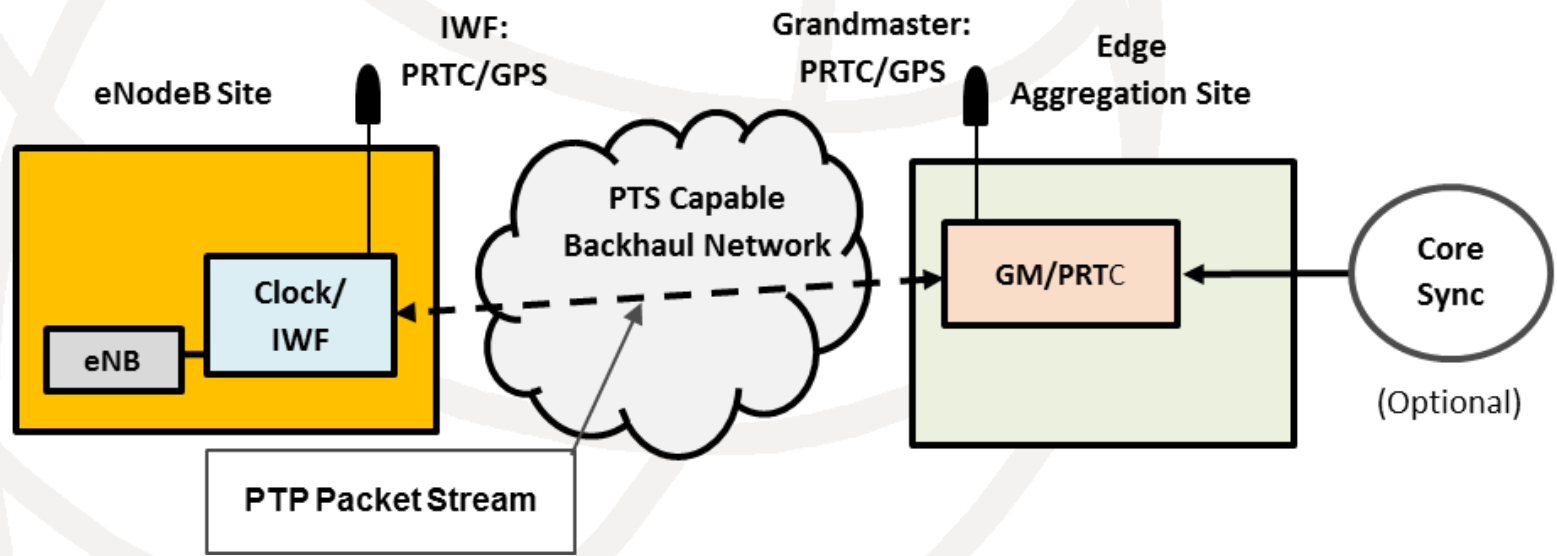 IWF:
PRTC/GPS
Grandmaster:
PRTC/GPS
Edge
Aggregation Site
eNodeB Site
PTS Capable
Backhaul Network
Clock/
IWF
eNB
GM/PRTC
Core
Sync
(Optional)
PTP Packet Stream